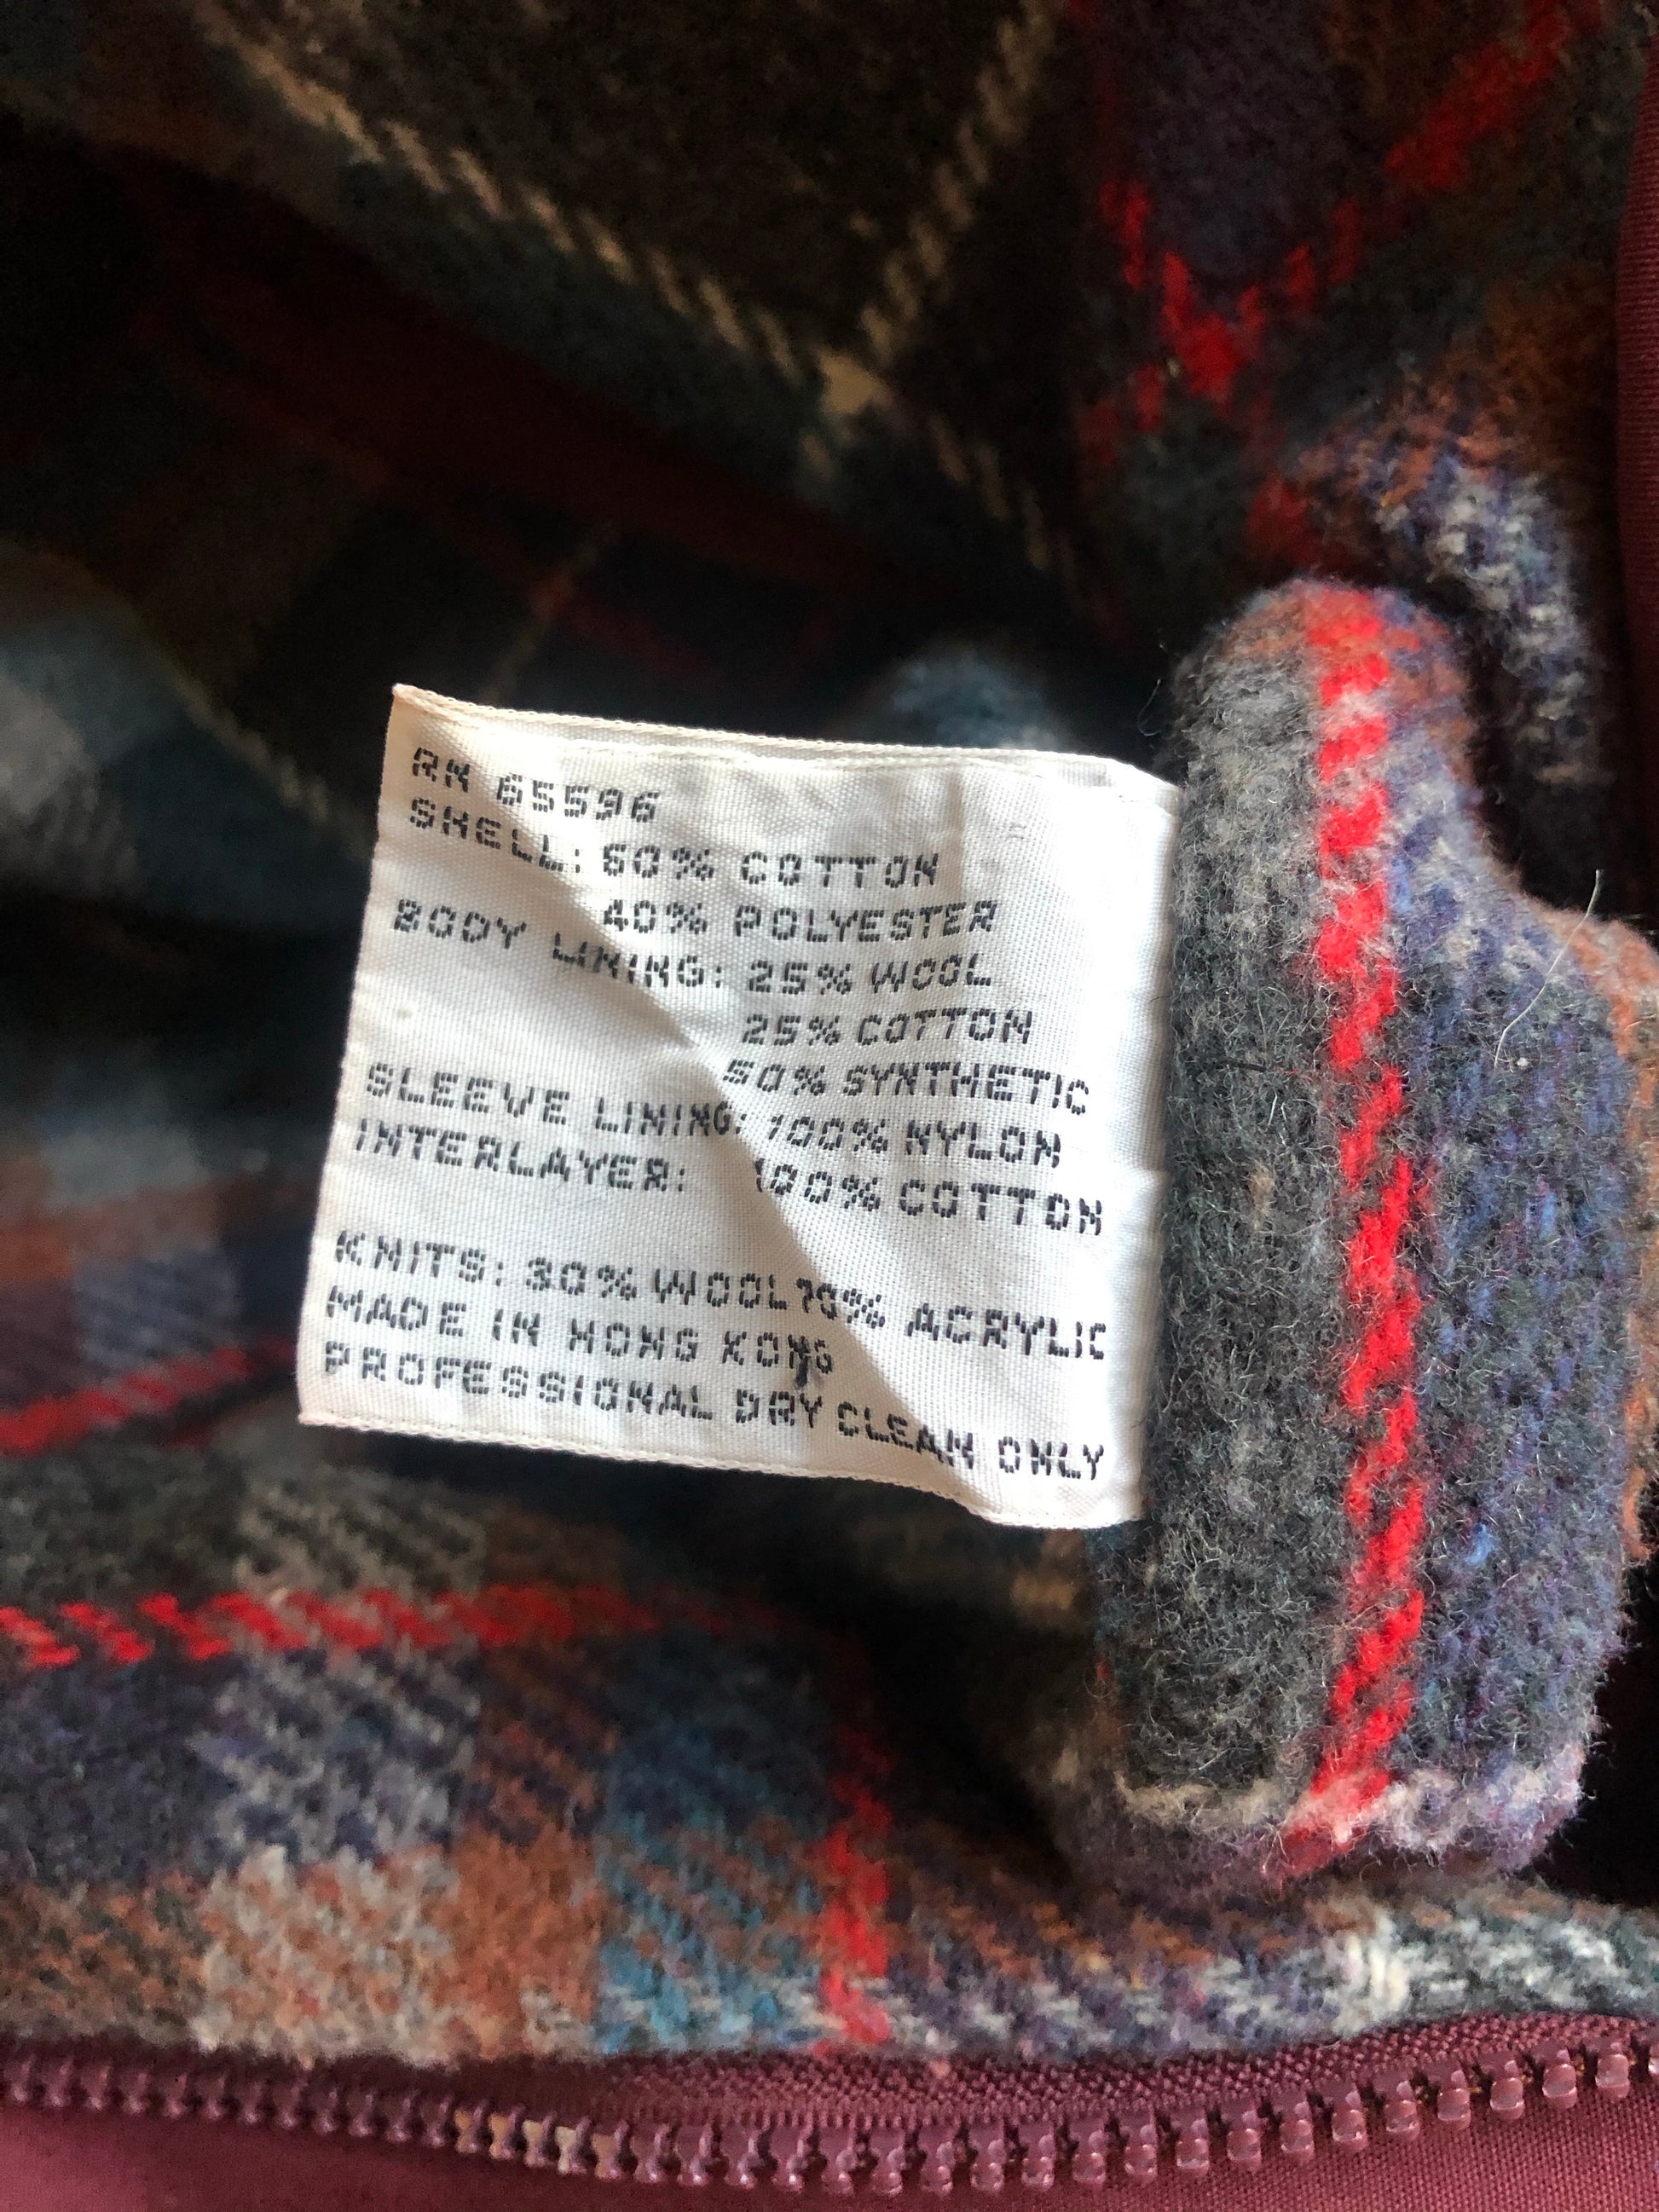 RN 65596
SHELL: 60% COTTON
40% POLYESTER
BODY LINING: 25% WOOL
25% COTTON
50% SYNTHETIC
SLEEVE LINING: 100% NYLON
INTERLAYER: 100% COTTON
KNITS: 30% WOOL 70% ACRYLIC
MADE IN HONG KONG
PROFESSIONAL DRY CLEAN ONLY